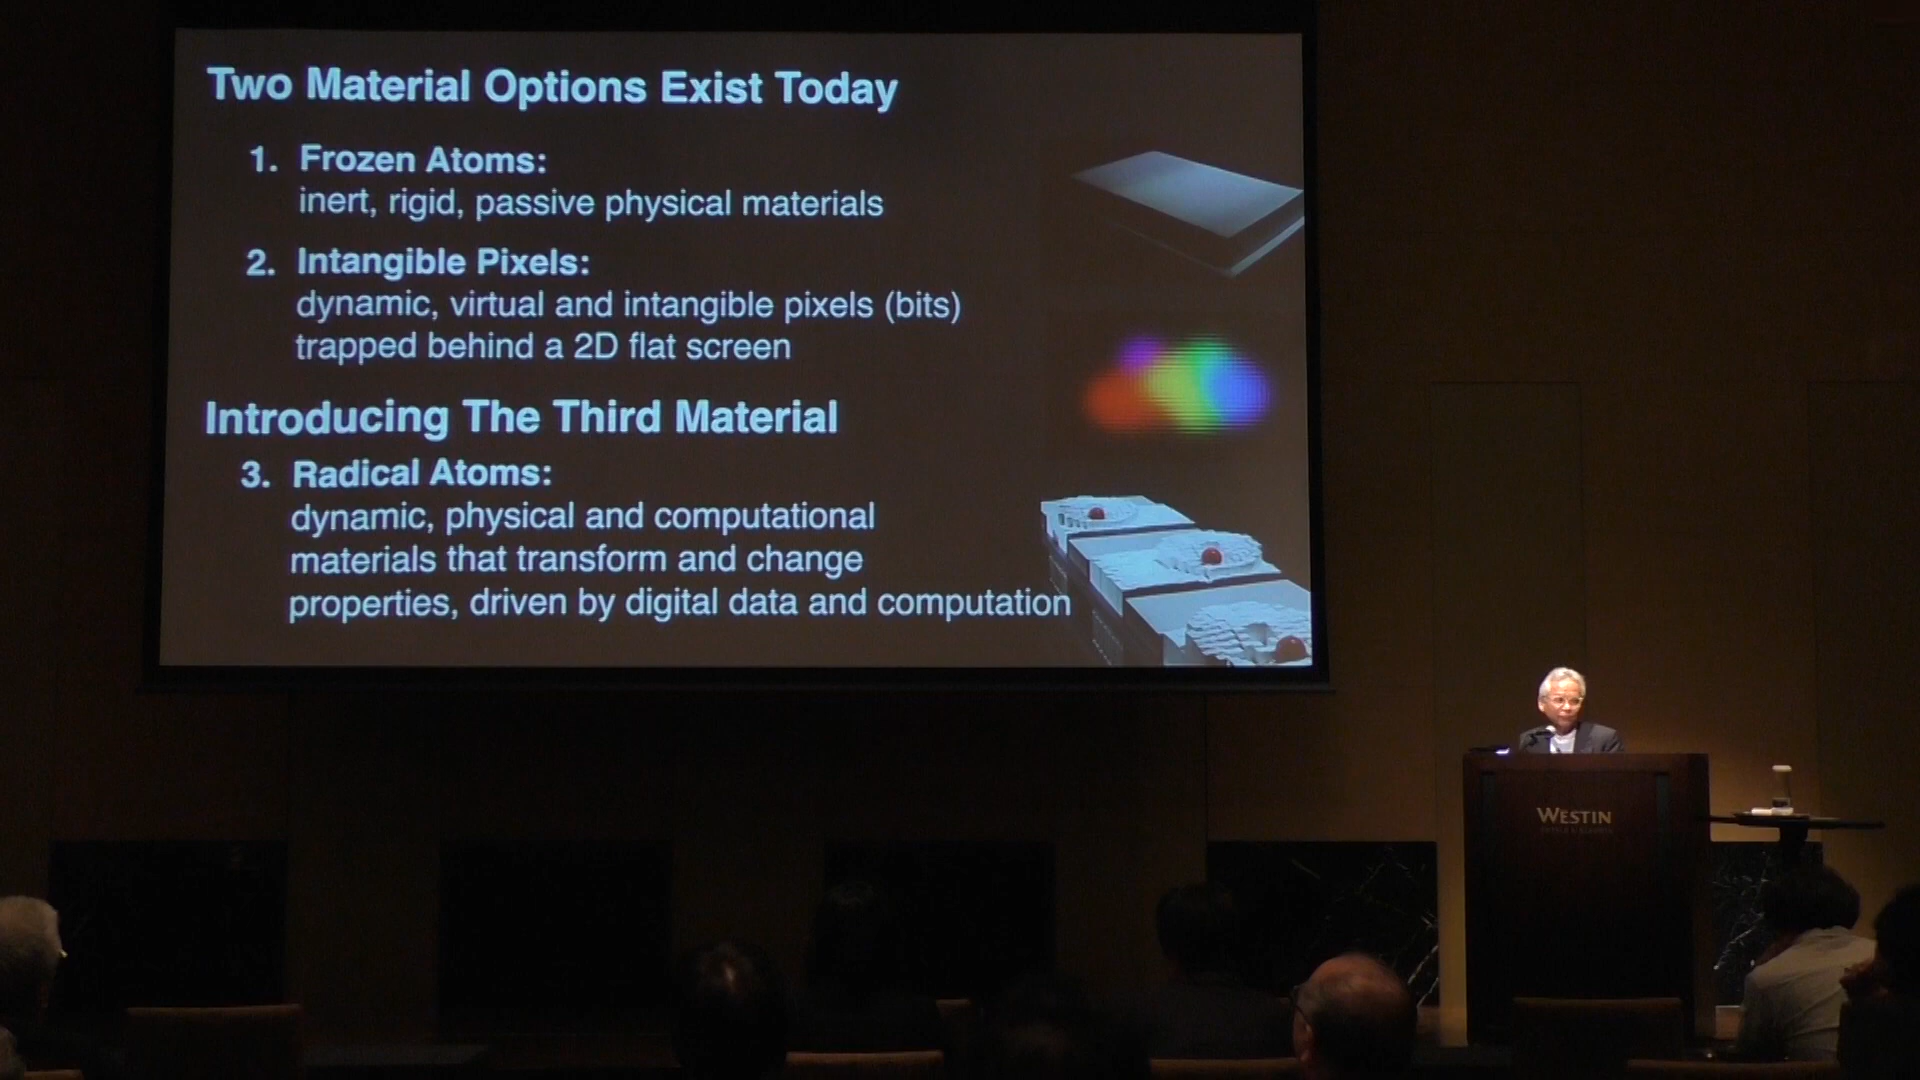 Two Material Options Exist Today
1. Frozen Atoms:
inert, rigid, passive physical materials
2. Intangible Pixels:
dynamic, virtual and intangible pixels (bits)
trapped behind a 2D flat screen
Introducing The Third Material
3. Radical Atoms:
dynamic, physical and computational
materials that transform and change
properties, driven by digital data and computation
WESTIN